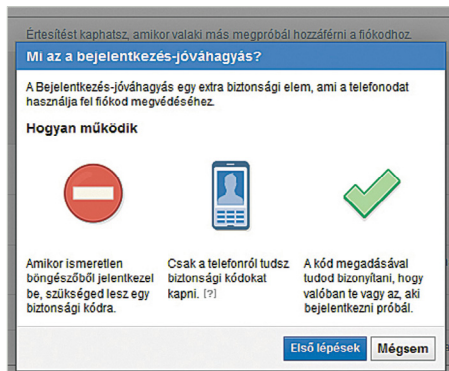 Értesítést kaphatsz, amikor valaki más megpróbál hozzáférni a fiókodhoz.
Mi az a bejelentkezés-jóváhagyás?
A Bejelentkezés-jóváhagyás egy extra biztonsági elem, ami a telefonodat
használja fel fiókod megvédéséhez.
Hogyan működik
Amikor ismeretlen
böngészőből jelentkezel
be, szükséged lesz egy
biztonsági kódra.
Csak a telefonról tudsz
biztonsági kódokat
kapni. [?]
A kód megadásával
tudod bizonyítani, hogy
valóban te vagy az, aki
bejelentkezni próbál.
Első lépések
Mégsem